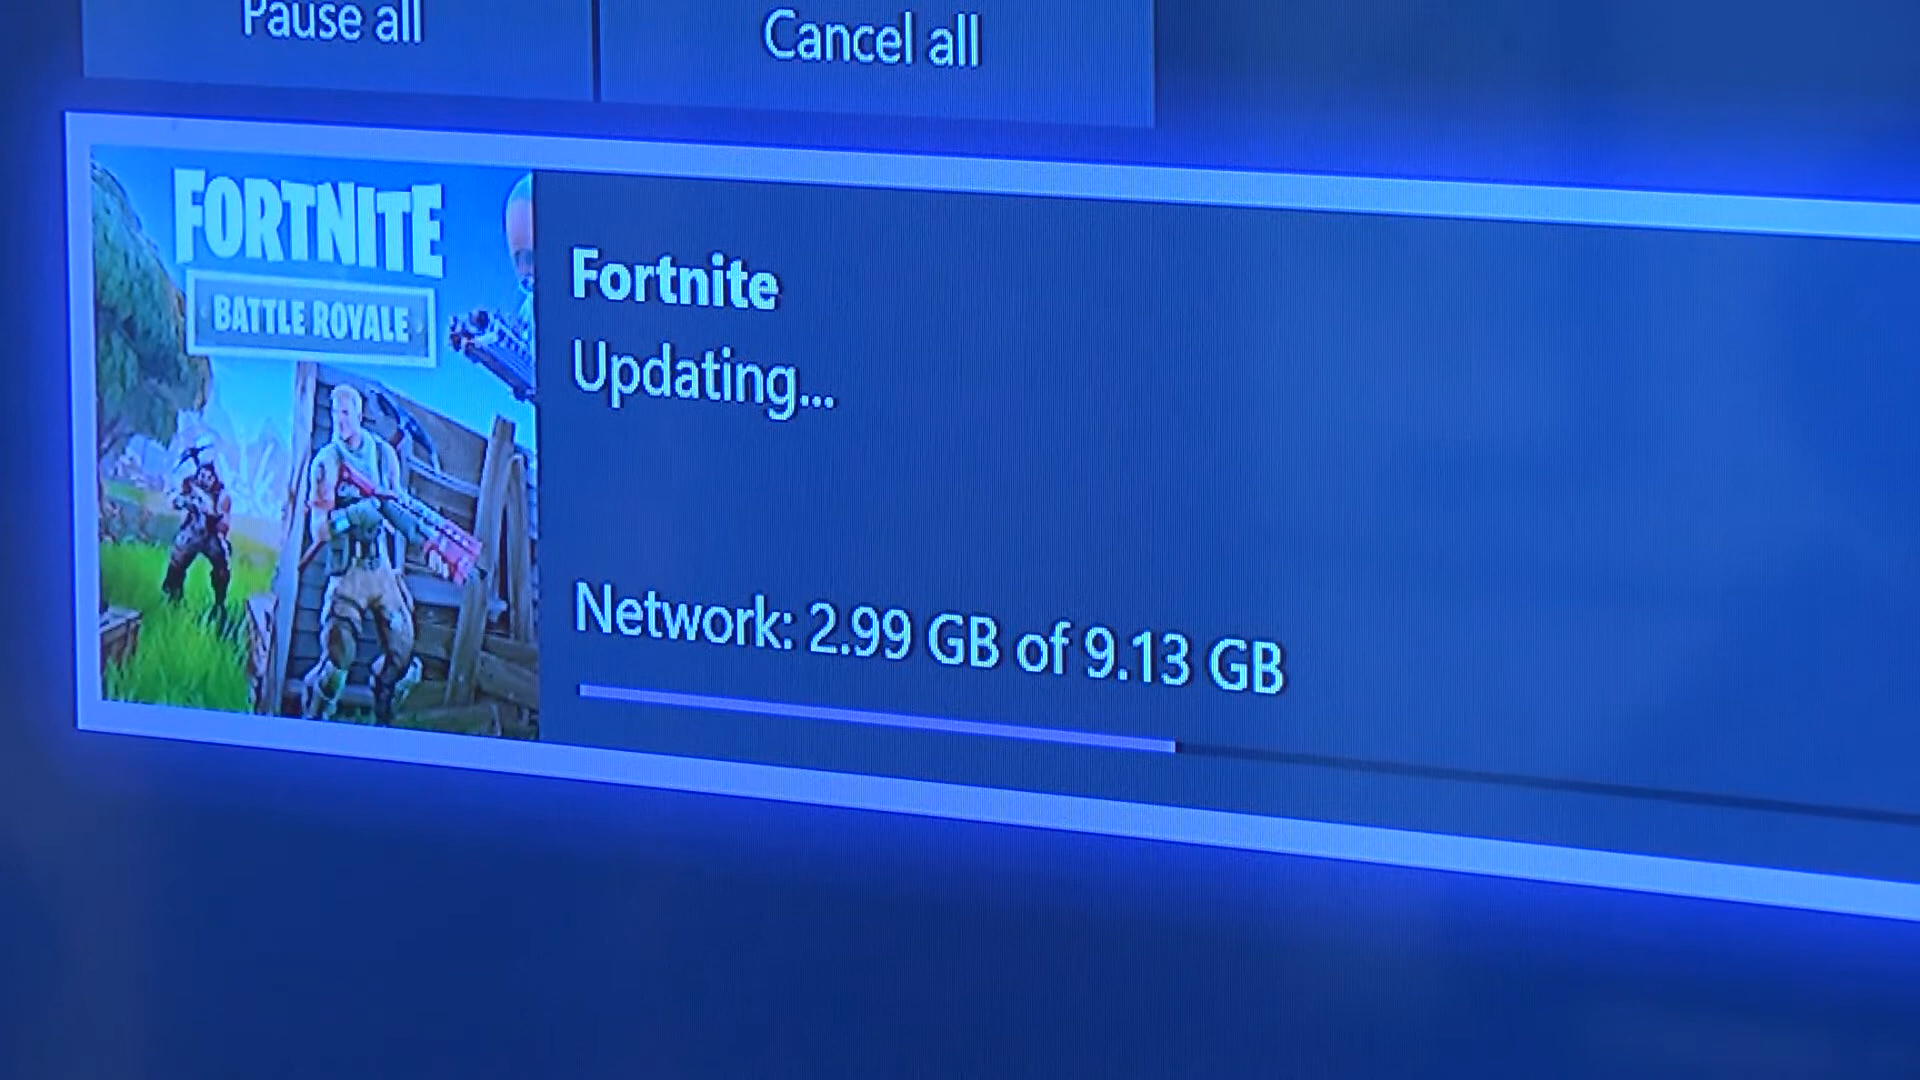 Pause all
Cancel all
FORTNITE
BATTLE ROYALE
Fortnite
Updating...
Network: 2.99 GB of 9.13 GB